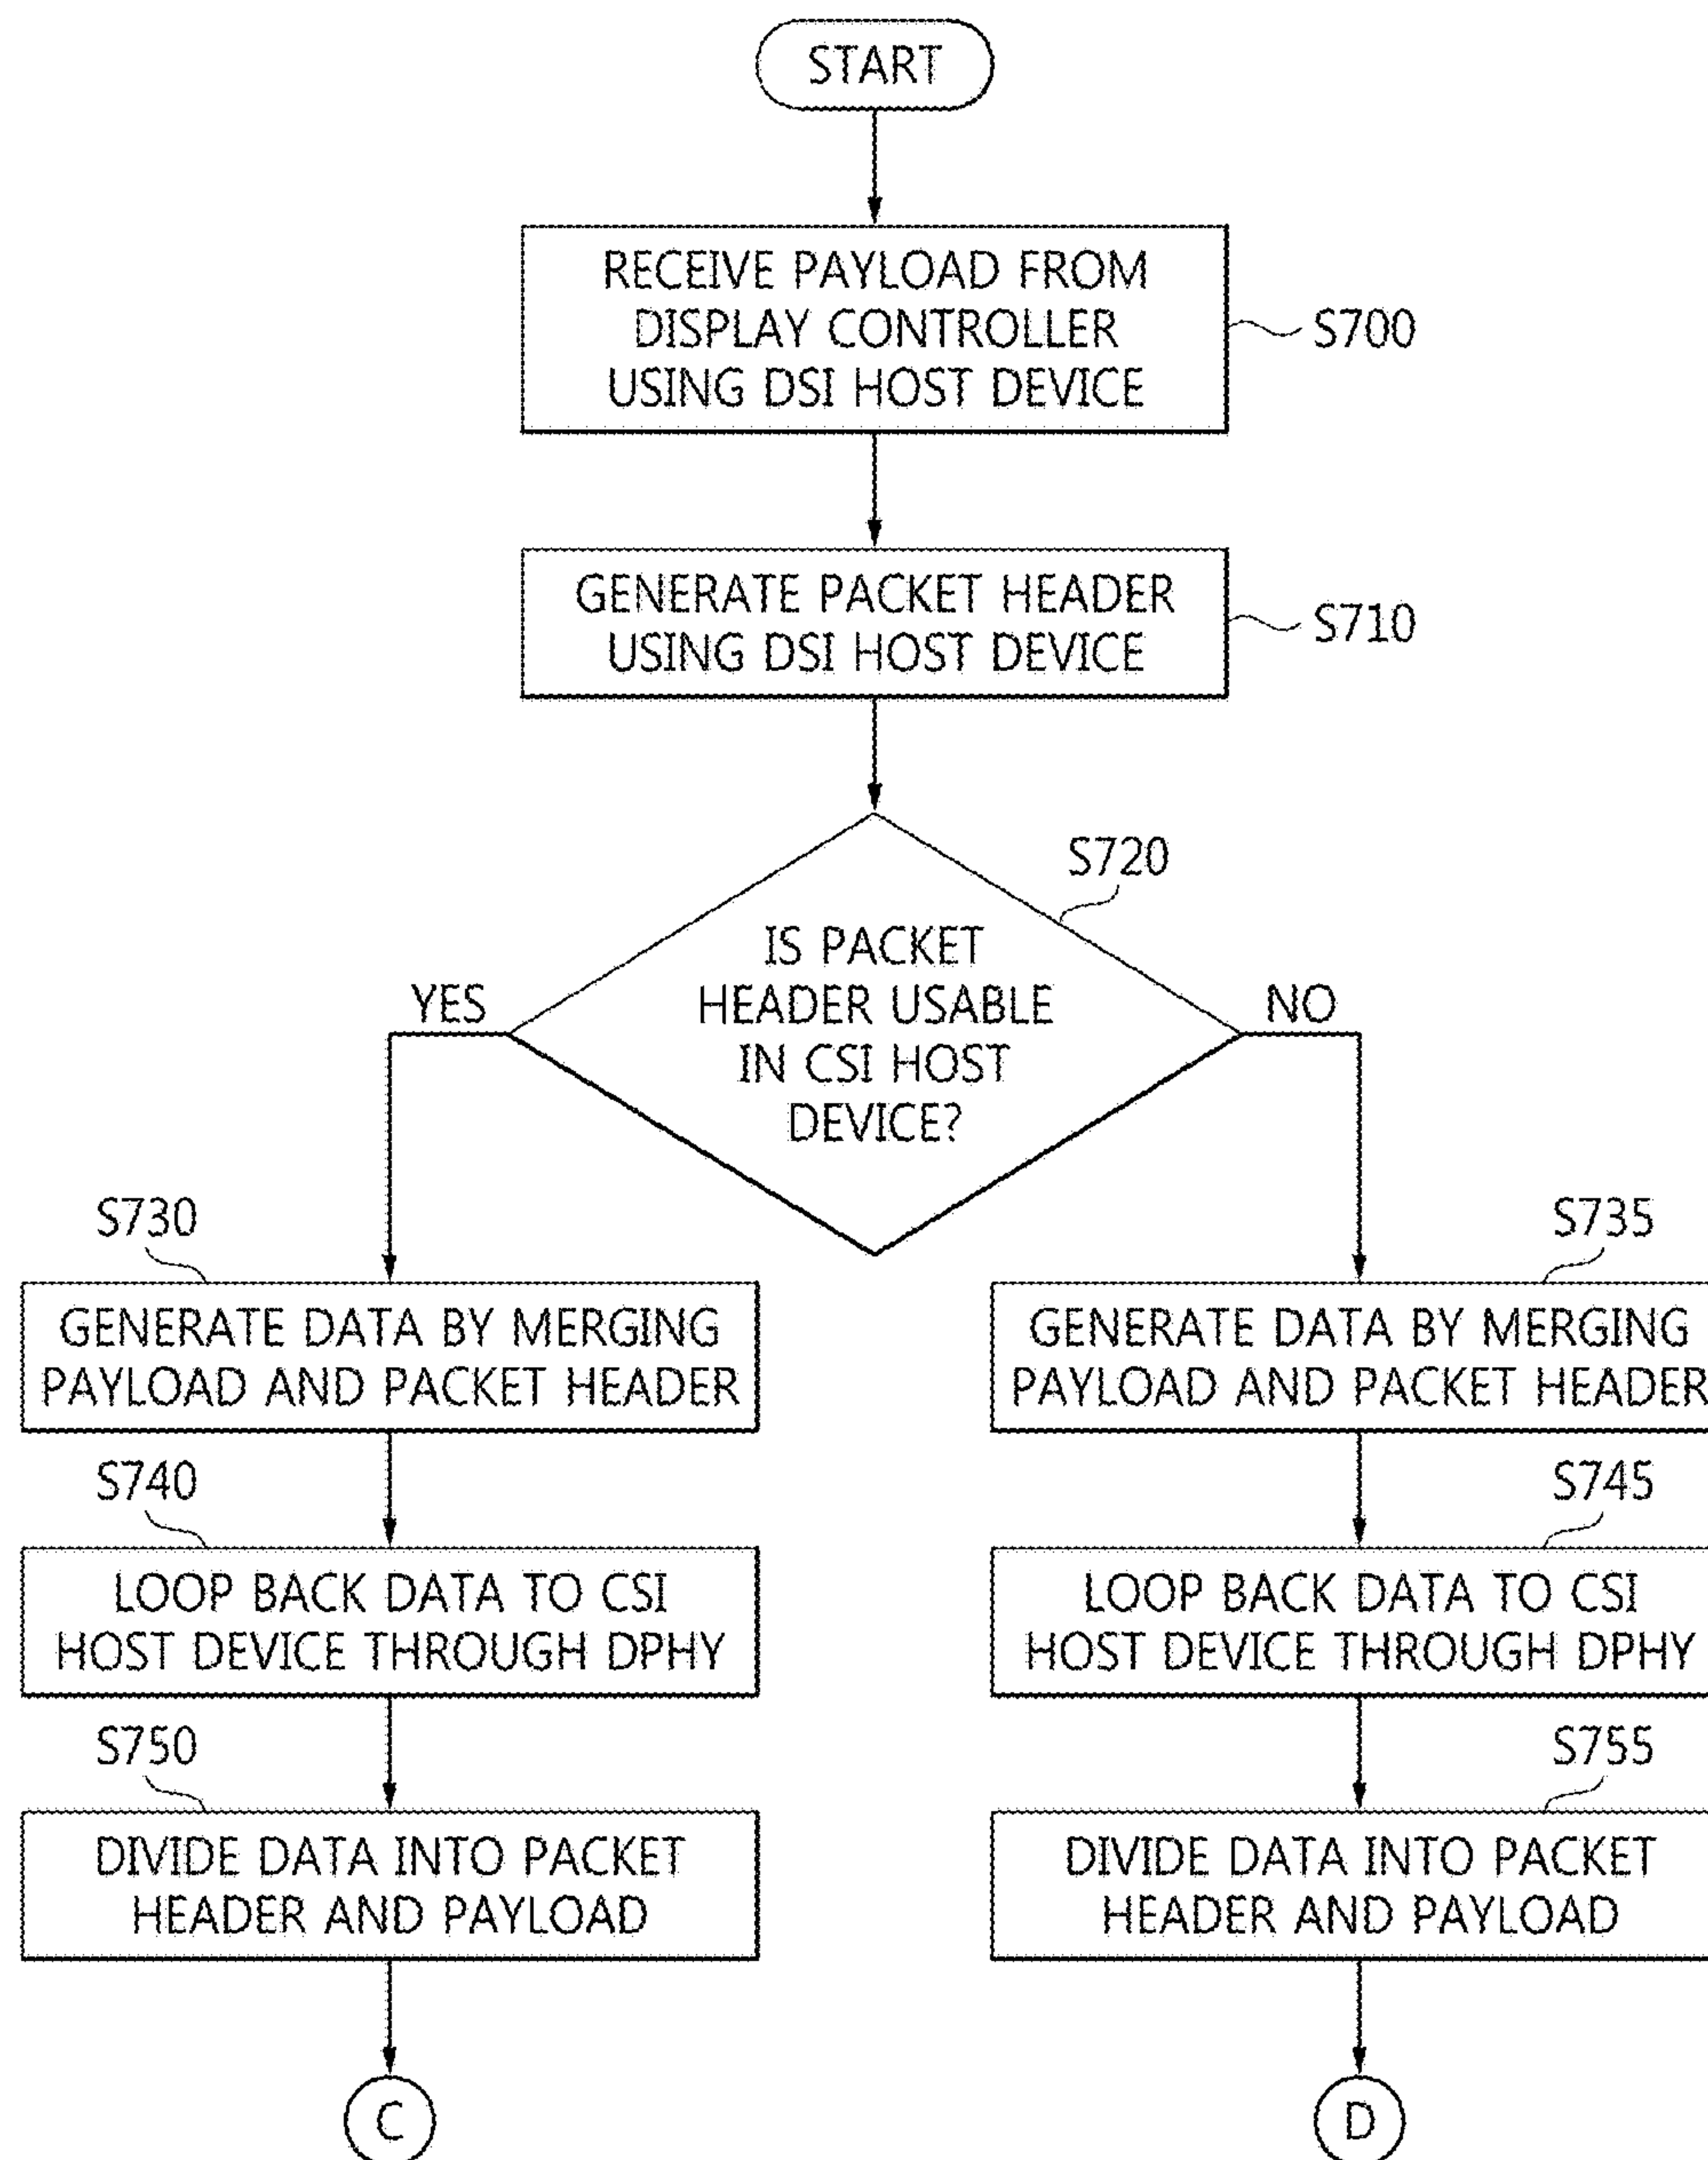 START
RECEIVE PAYLOAD FROM
DISPLAY CONTROLLER
USING DSI HOST DEVICE
S700
GENERATE PACKET HEADER
USING DSI HOST DEVICE
S710
S720
IS PACKET
HEADER USABLE
IN CSI HOST
DEVICE?
YES
NO
S730
GENERATE DATA BY MERGING
PAYLOAD AND PACKET HEADER
S740
LOOP BACK DATA TO CSI
HOST DEVICE THROUGH DPHY
S750
DIVIDE DATA INTO PACKET
HEADER AND PAYLOAD
C
S735
GENERATE DATA BY MERGING
PAYLOAD AND PACKET HEADER
S745
LOOP BACK DATA TO CSI
HOST DEVICE THROUGH DPHY
S755
DIVIDE DATA INTO PACKET
HEADER AND PAYLOAD
D